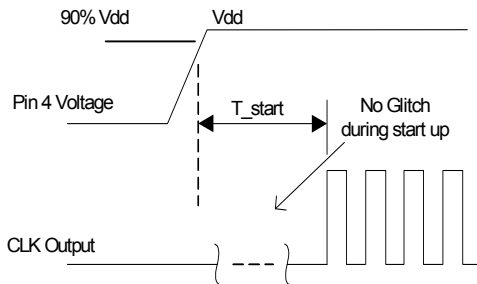 90% Vdd
Vdd
Pin 4 Voltage
T_start
No Glitch
during start up
CLK Output